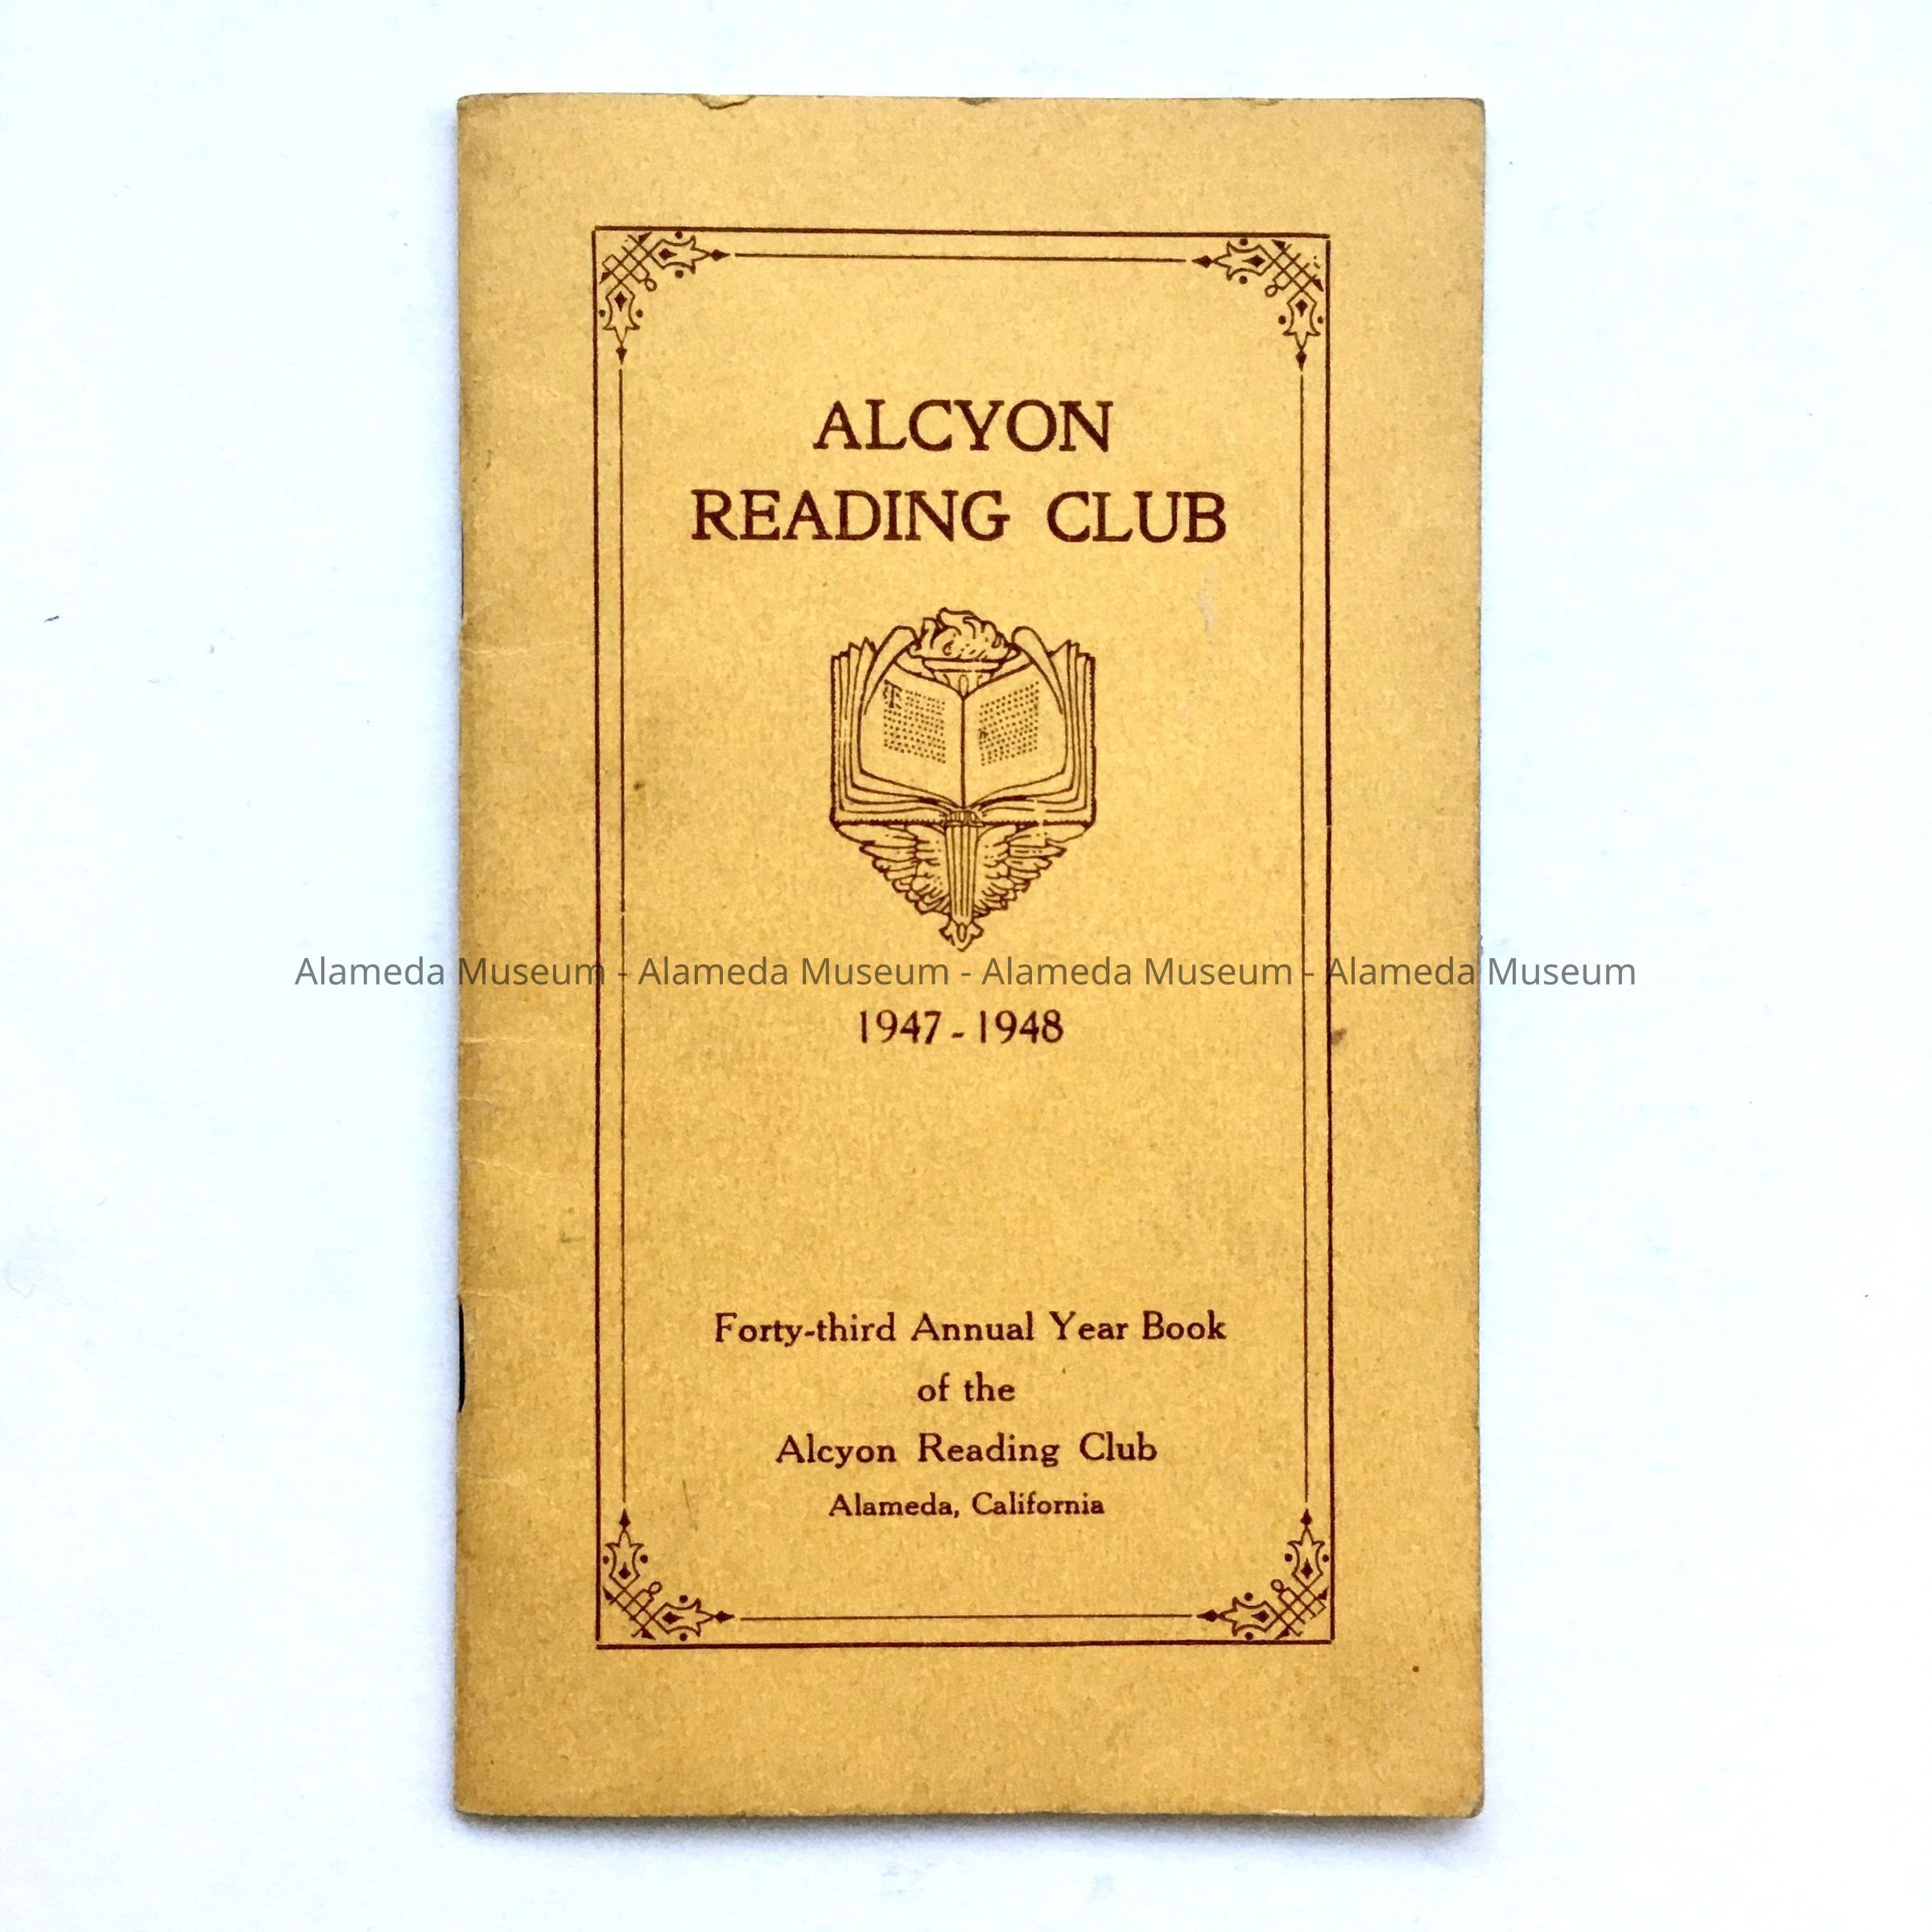 ALCYON
READING CLUB
Alameda Museum - Alameda Museum - Alameda Museum - Alameda Museum
1947-1948
Forty-third Annual Year Book
of the
Alcyon Reading Club
Alameda, California